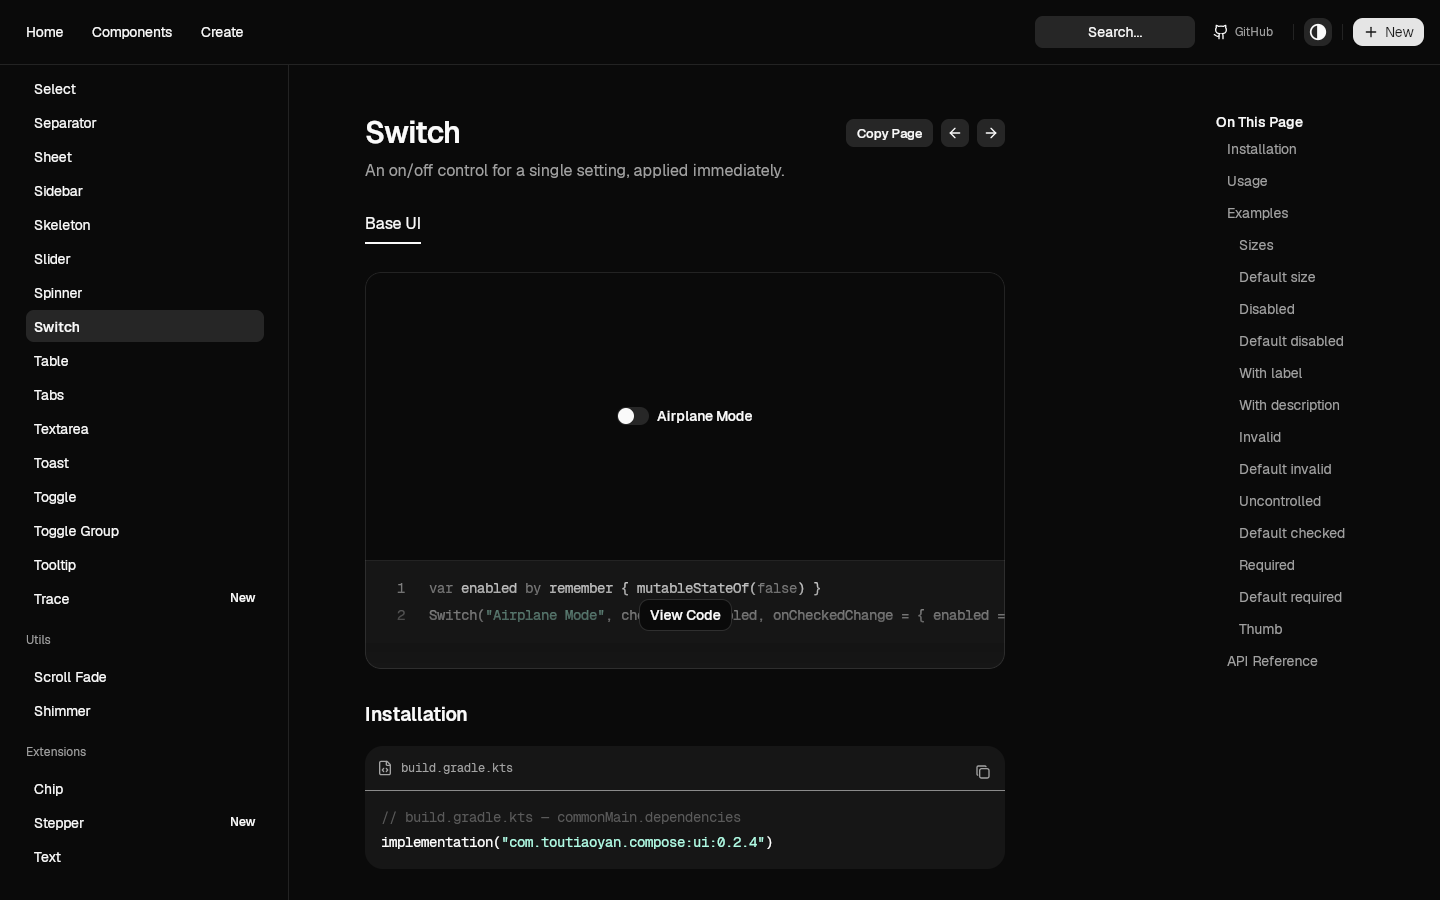 Home
Components
Create
Search...
GitHub
New
Select
Separator
Sheet
Sidebar
Skeleton
Slider
Spinner
Switch
Table
Tabs
Textarea
Toast
Toggle
Toggle Group
Tooltip
Trace New
Utils
Scroll Fade
Shimmer
Extensions
Chip
Stepper New
Text
Switch
Copy Page
An on/off control for a single setting, applied immediately.
Base UI
Airplane Mode
1 var enabled by remember { mutableStateOf(false) }
2 Switch("Airplane Mode", onCheckedChange = { enabled =
View Code
Installation
build.gradle.kts
// build.gradle.kts — commonMain.dependencies
implementation("com.toutiaoyan.compose:ui:0.2.4")
On This Page
Installation
Usage
Examples
Sizes
Default size
Disabled
Default disabled
With label
With description
Invalid
Default invalid
Uncontrolled
Default checked
Required
Default required
Thumb
API Reference